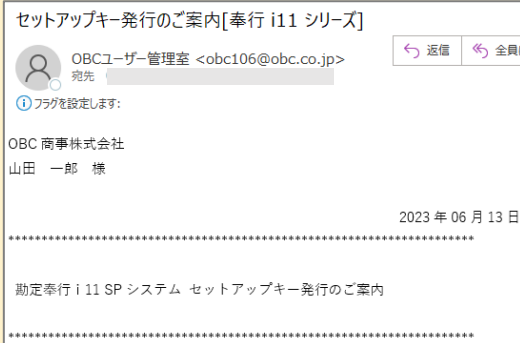 セットアップキー発行のご案内[奉行 i11 シリーズ]
返信 全員に
OBCユーザー管理室 <obc106@obc.co.jp>
宛先
フラグを設定します:
OBC 商事株式会社
山田　一郎　様
2023 年 06 月 13 日
**********************************************************************
勘定奉行 i 11 SP システム セットアップキー発行のご案内
**********************************************************************